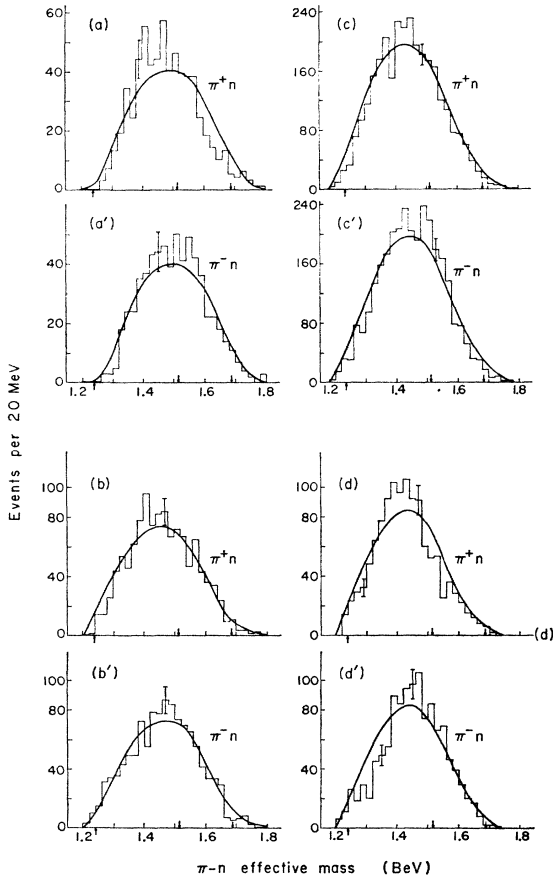 (a)
60
40
20
0
π⁺n
(c)
240
160
80
0
π⁺n
(a')
40
20
0
π⁻n
1.2 1.4 1.6 1.8
(c')
240
160
80
0
π⁻n
1.2 1.4 1.6 1.8
Events per 20 MeV
(b)
100
80
40
0
π⁺n
(d)
100
80
40
0
π⁺n
(d)
(b')
80
40
0
π⁻n
1.2 1.4 1.6 1.8
(d')
80
40
0
π⁻n
1.2 1.4 1.6 1.8
π-n effective mass (BeV)